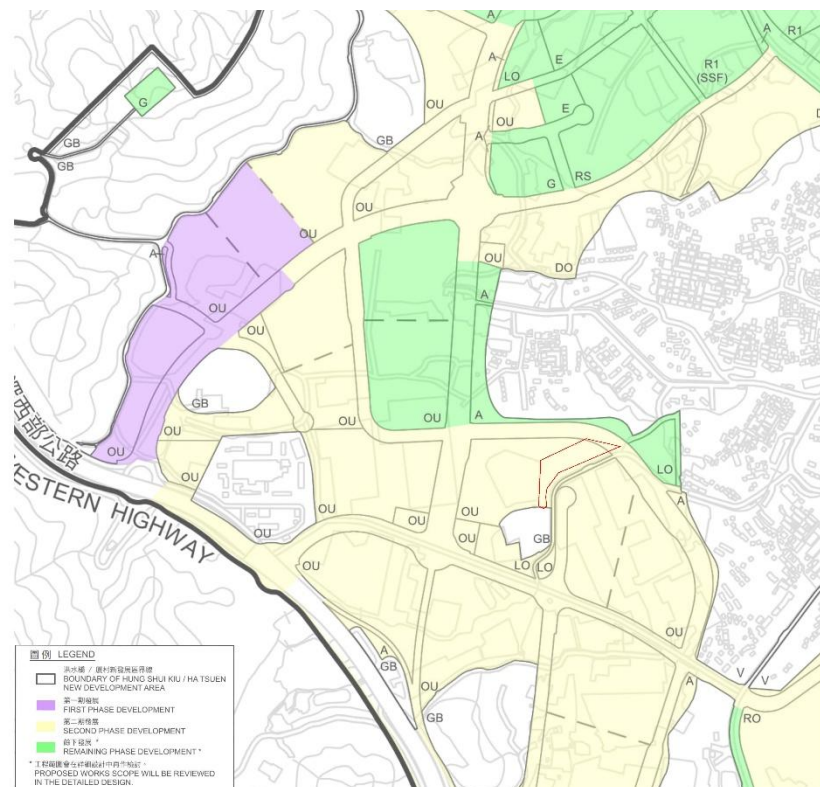 A
A
R1
R1
(SSF)
E
LO
OU
E
OU
A
GB
G
GB
GB
G
RS
D
OU
OU
DO
A
A
OU
OU
GB
OU
OU
A
OU
OU
西部公路
WESTERN HIGHWAY
OU
OU
OU
OU
GB
LO
LO
LO
A
OU
OU
A
GB
OU
GB
OU
A
V
V
RO
圖例 LEGEND
洪水橋 / 厦村新發展區界線
BOUNDARY OF HUNG SHUI KIU / HA TSUEN
NEW DEVELOPMENT AREA
第一期發展
FIRST PHASE DEVELOPMENT
第二期發展
SECOND PHASE DEVELOPMENT
餘下發展 *
REMAINING PHASE DEVELOPMENT *
* 工程範圍會在詳細設計中再作檢討。
PROPOSED WORKS SCOPE WILL BE REVIEWED
IN THE DETAILED DESIGN.